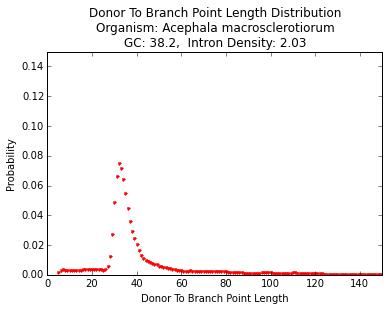 Donor To Branch Point Length Distribution
Organism: Acephala macrosclerotiorum
GC: 38.2,  Intron Density: 2.03
0.14
0.12
0.10
0.08
0.06
0.04
0.02
0.00
Probability
0 20 40 60 80 100 120 140
Donor To Branch Point Length